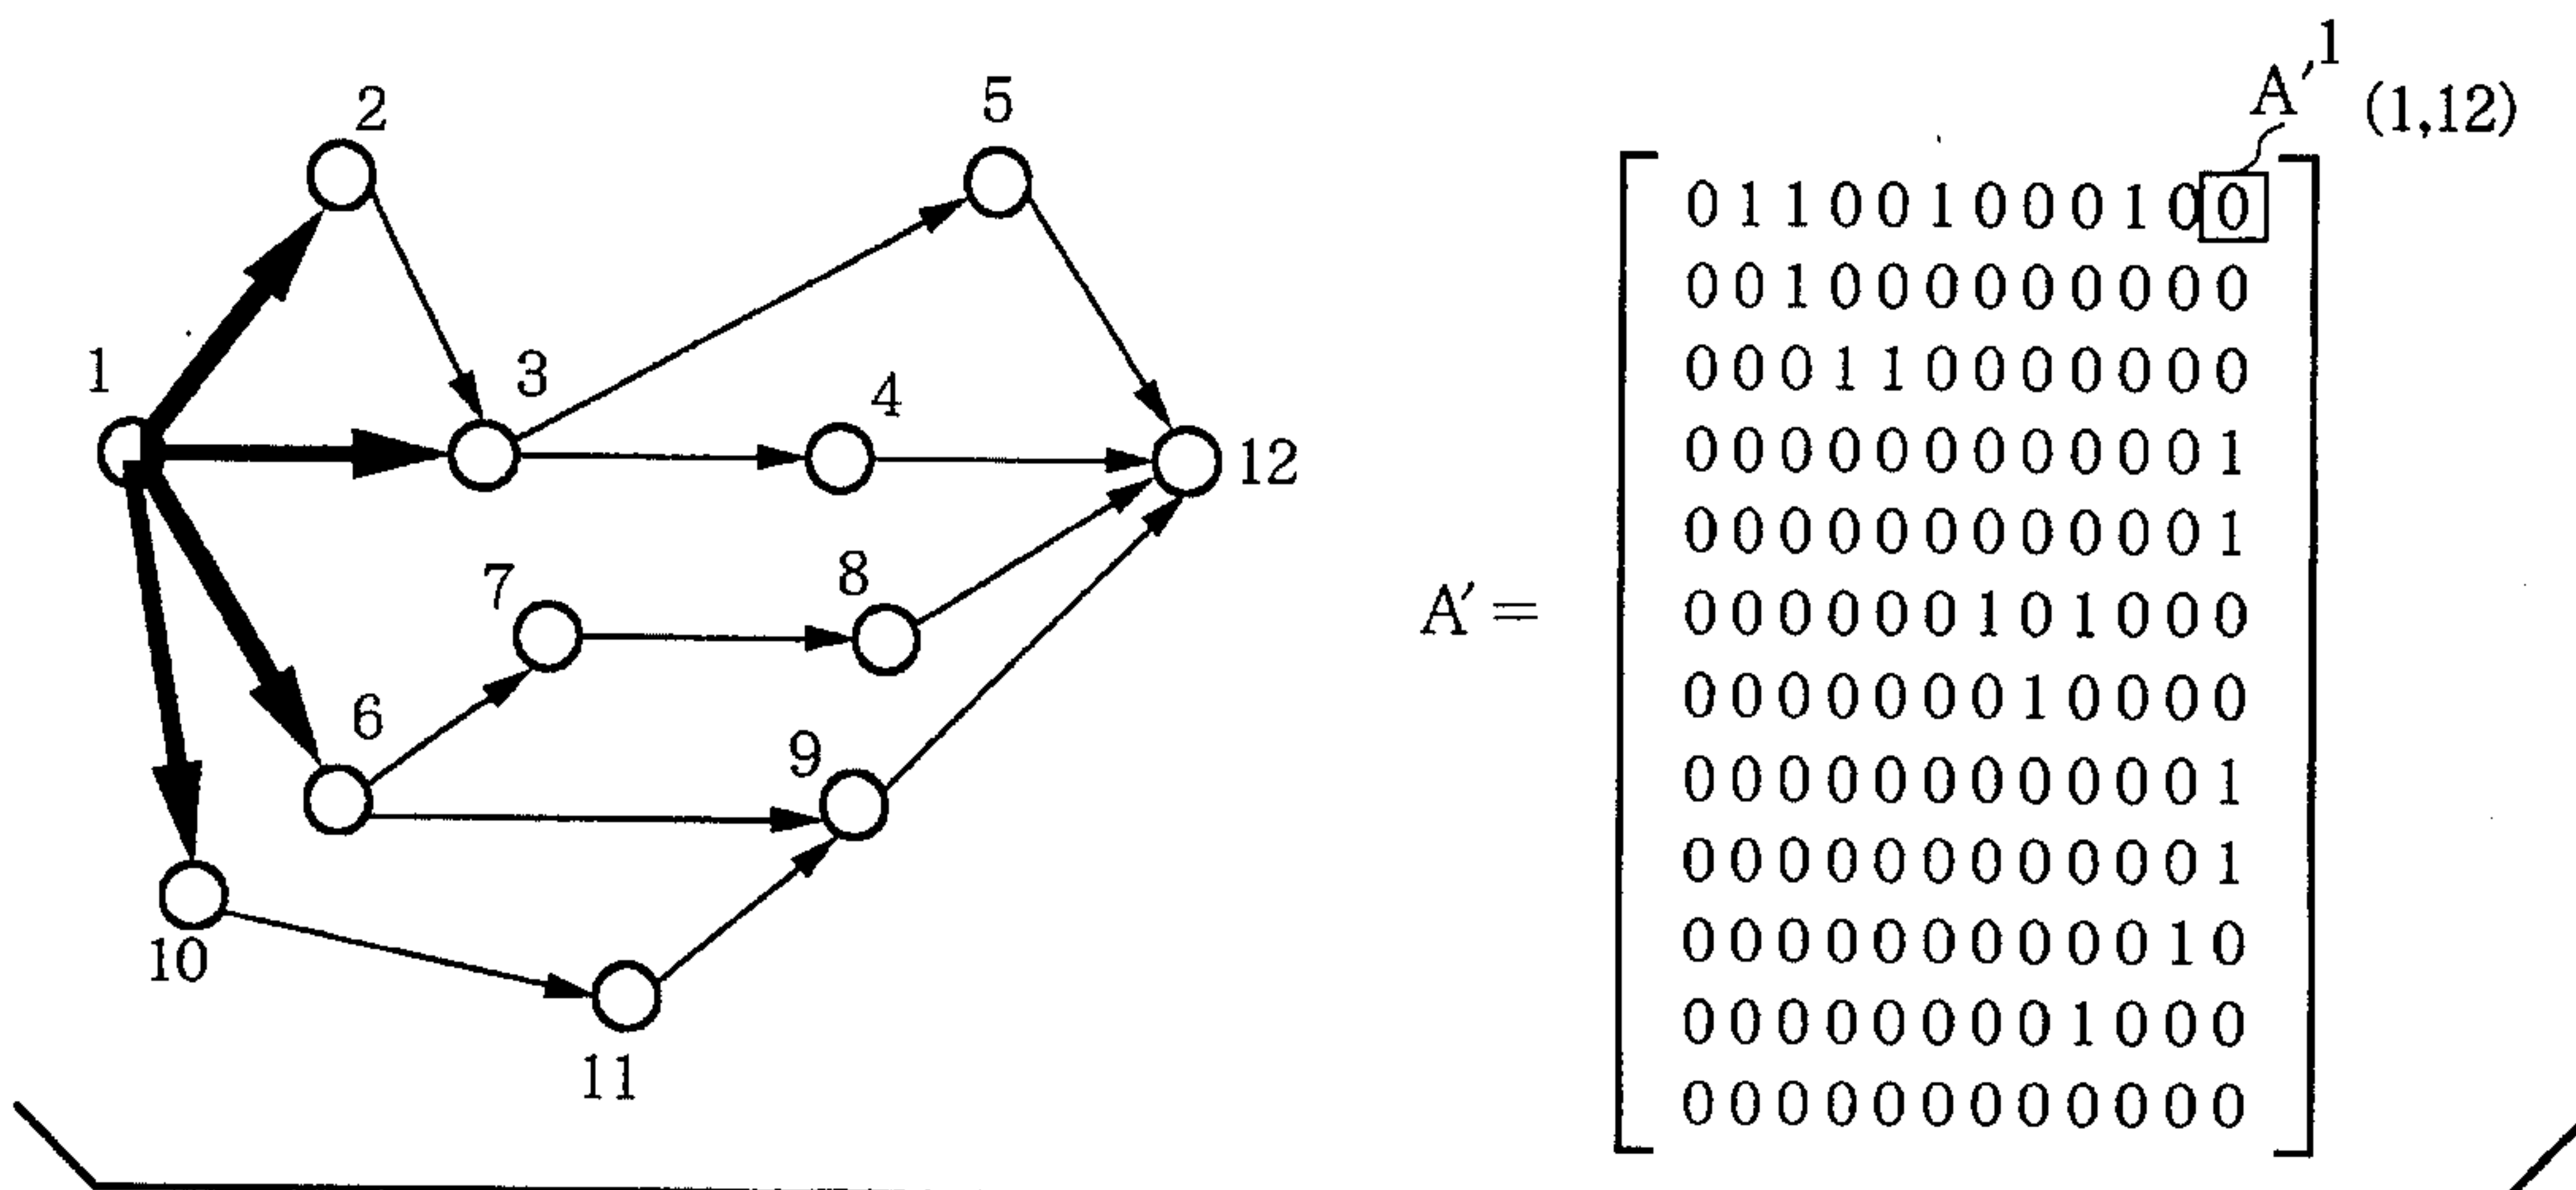 2
5
1
3
4
12
7
8
6
9
10
11
A′¹ (1,12)
A′ =
0 1 1 0 0 1 0 0 0 1 0 0
0 0 1 0 0 0 0 0 0 0 0 0
0 0 0 1 1 0 0 0 0 0 0 0
0 0 0 0 0 0 0 0 0 0 0 1
0 0 0 0 0 0 0 0 0 0 0 1
0 0 0 0 0 0 1 0 1 0 0 0
0 0 0 0 0 0 0 1 0 0 0 0
0 0 0 0 0 0 0 0 0 0 0 1
0 0 0 0 0 0 0 0 0 0 0 1
0 0 0 0 0 0 0 0 0 0 1 0
0 0 0 0 0 0 0 0 1 0 0 0
0 0 0 0 0 0 0 0 0 0 0 0